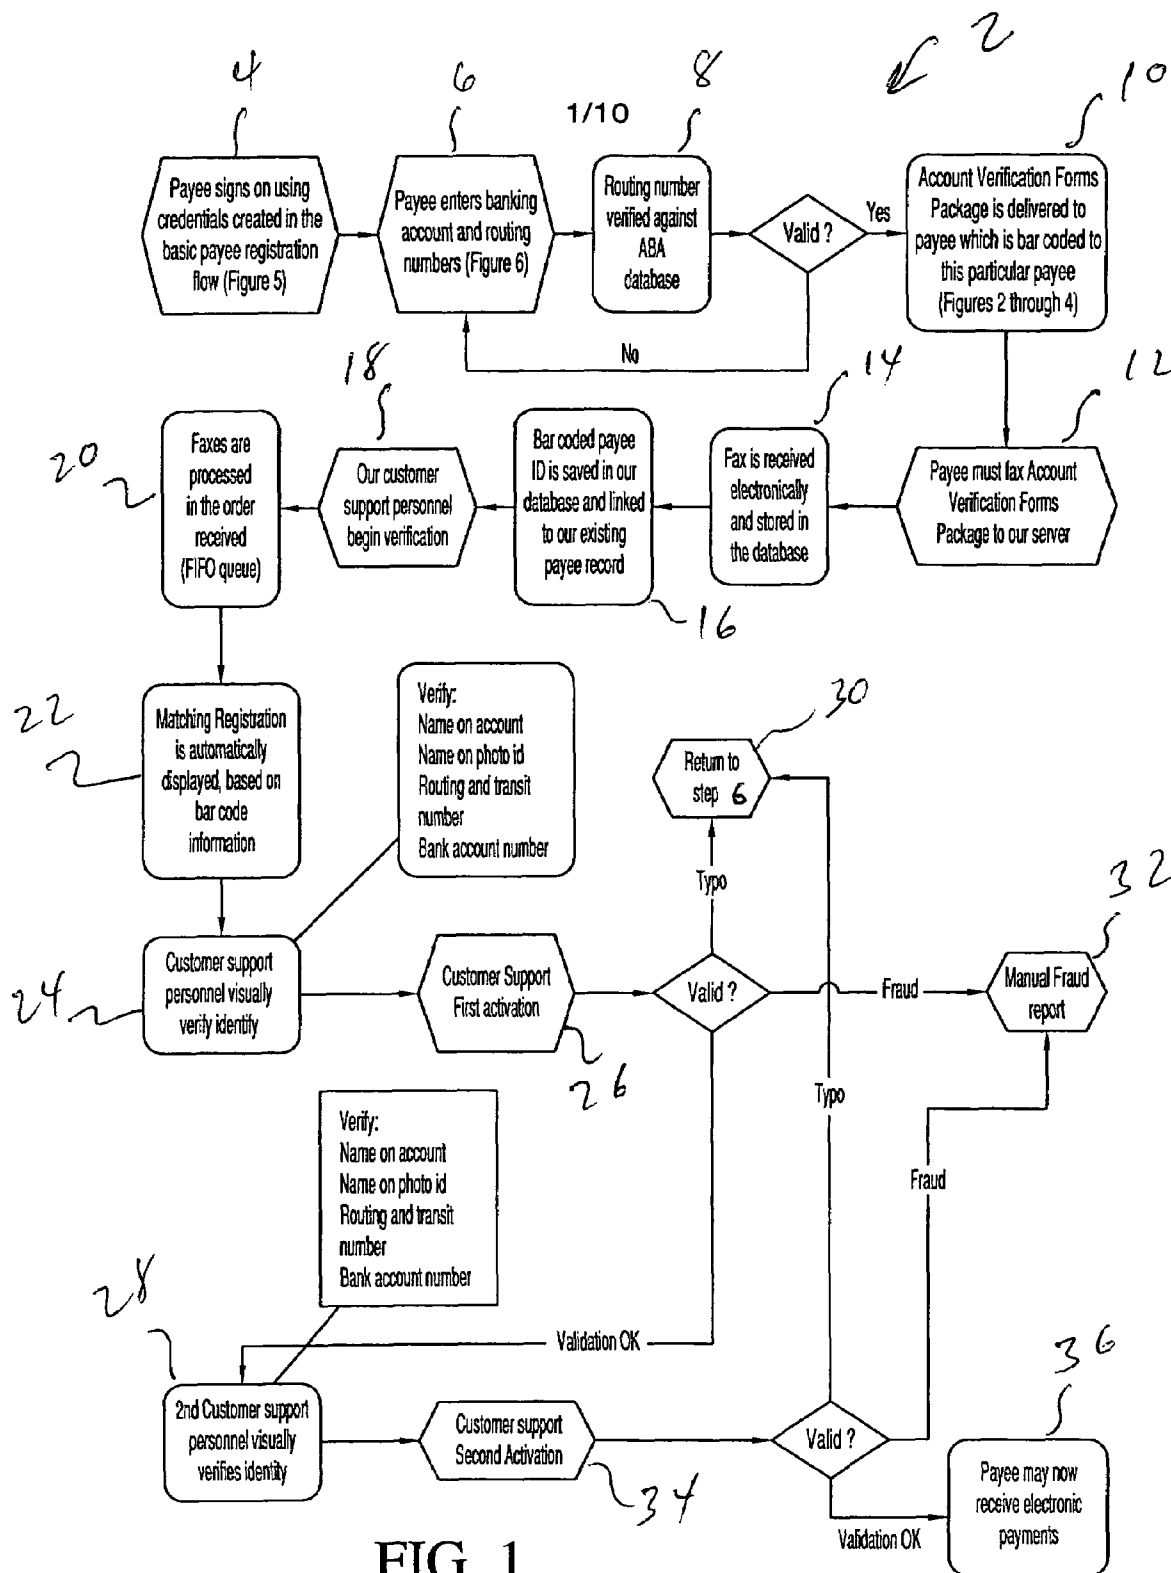 2
4
6
8
10
1/10
Payee signs on using
credentials created in the
basic payee registration
flow (Figure 5)
Payee enters banking
account and routing
numbers (Figure 6)
Routing number
verified against
ABA
database
Valid ?
Yes
No
Account Verification Forms
Package is delivered to
payee which is bar coded to
this particular payee
(Figures 2 through 4)
12
Payee must fax Account
Verification Forms
Package to our server
14
Fax is received
electronically
and stored in
the database
Bar coded payee
ID is saved in our
database and linked
to our existing
payee record
16
18
Our customer
support personnel
begin verification
20
Faxes are
processed
in the order
received
(FIFO queue)
22
Matching Registration
is automatically
displayed, based on
bar code
information
Verify:
Name on account
Name on photo id
Routing and transit
number
Bank account number
24
Customer support
personnel visually
verify identity
Customer Support
First activation
26
Valid ?
Typo
30
Return to
step 6
Fraud
32
Manual Fraud
report
Typo
Fraud
Validation OK
Verify:
Name on account
Name on photo id
Routing and transit
number
Bank account number
28
2nd Customer support
personnel visually
verifies identity
Customer support
Second Activation
34
Valid ?
Validation OK
36
Payee may now
receive electronic
payments
FIG. 1